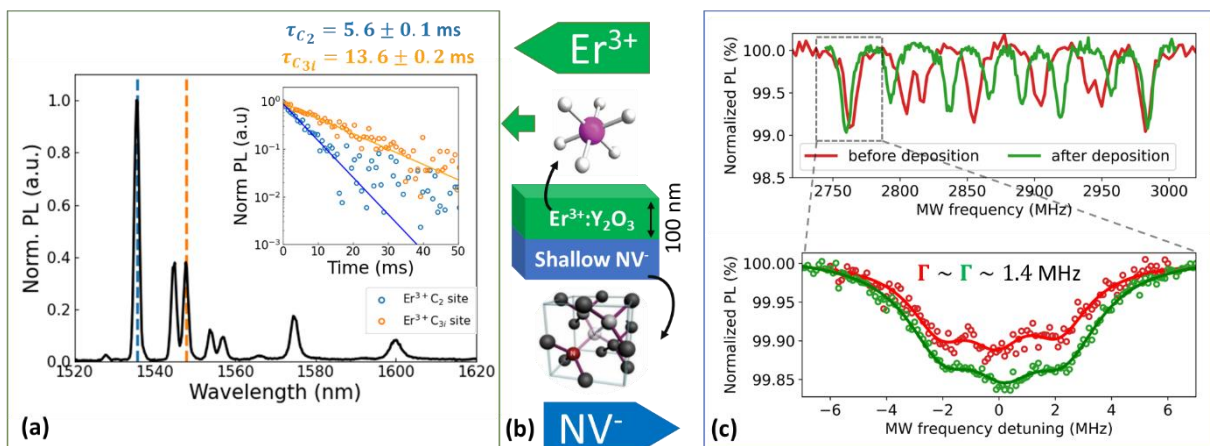 τC₂ = 5.6 ± 0.1 ms
τC₃ᵢ = 13.6 ± 0.2 ms
Norm. PL (a.u.)
1.0
0.8
0.6
0.4
0.2
0.0
1520
1540
1560
1580
1600
1620
Wavelength (nm)
Norm PL (a.u)
10⁰
10⁻¹
10⁻²
10⁻³
0
10
20
30
40
50
Time (ms)
Er³⁺C₂ site
Er³⁺C₃ᵢ site
(a)
Er³⁺
Er³⁺:Y₂O₃
100 nm
Shallow NV⁻
(b)
NV⁻
Normalized PL (%)
100.0
99.5
99.0
98.5
before deposition
after deposition
2750
2800
2850
2900
2950
3000
MW frequency (MHz)
Normalized PL (%)
100.00
99.95
99.90
99.85
Γ ~ Γ ~ 1.4 MHz
−6
−4
−2
0
2
4
6
MW frequency detuning (MHz)
(c)